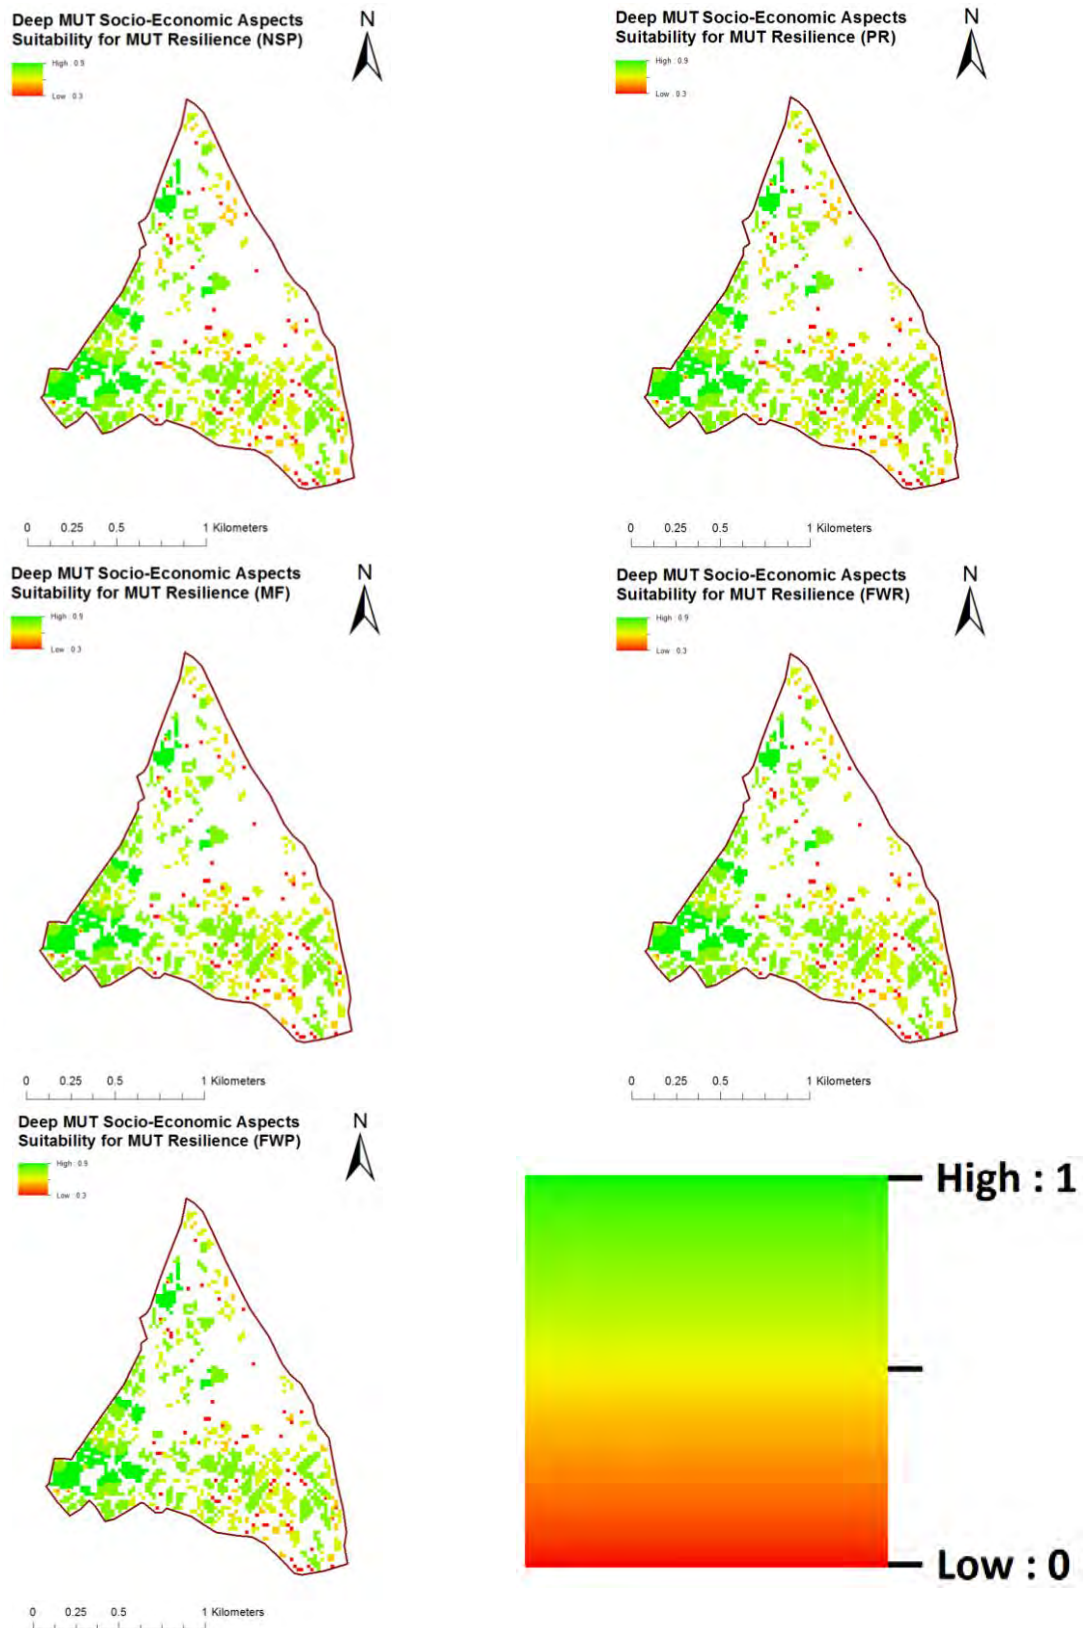 Deep MUT Socio-Economic Aspects
Suitability for MUT Resilience (NSP)
N
High : 0.9
Low : 0.3
0 0.25 0.5 1 Kilometers
Deep MUT Socio-Economic Aspects
Suitability for MUT Resilience (PR)
N
High : 0.9
Low : 0.3
0 0.25 0.5 1 Kilometers
Deep MUT Socio-Economic Aspects
Suitability for MUT Resilience (MF)
N
High : 0.9
Low : 0.3
0 0.25 0.5 1 Kilometers
Deep MUT Socio-Economic Aspects
Suitability for MUT Resilience (FWR)
N
High : 0.9
Low : 0.3
0 0.25 0.5 1 Kilometers
Deep MUT Socio-Economic Aspects
Suitability for MUT Resilience (FWP)
N
High : 0.9
Low : 0.3
0 0.25 0.5 1 Kilometers
High : 1
Low : 0